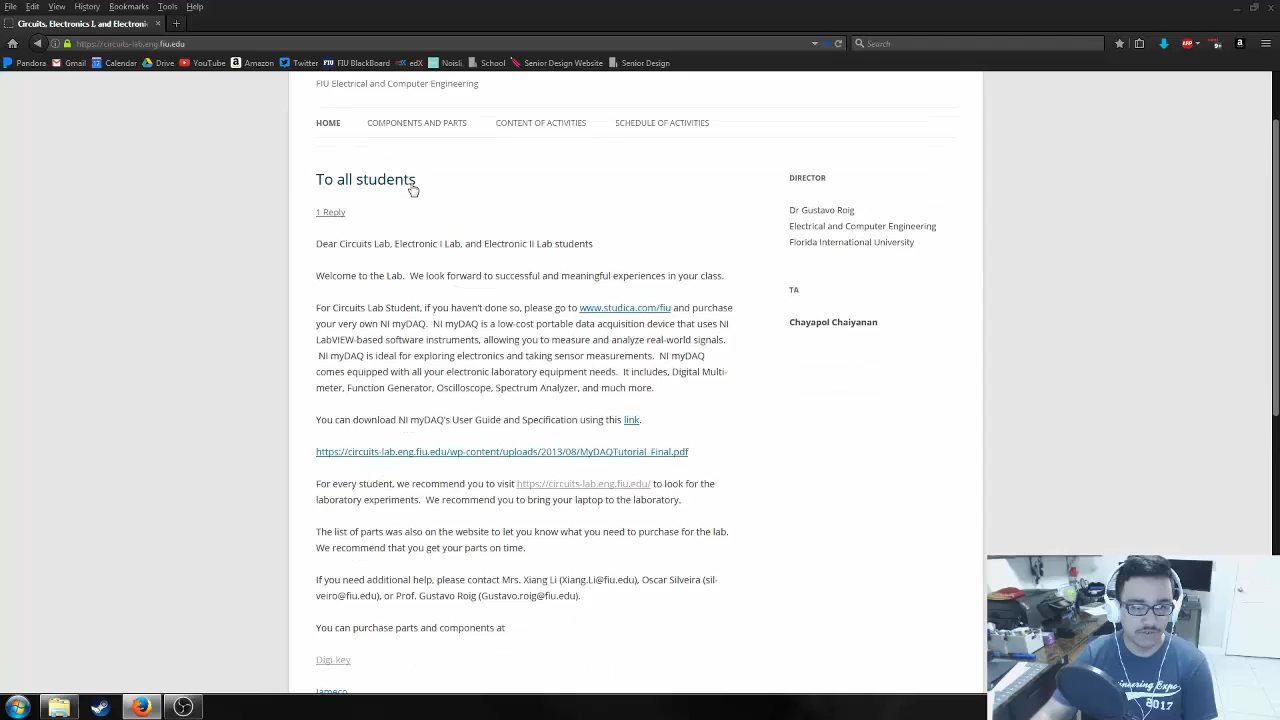 File Edit View History Bookmarks Tools Help
Circuits, Electronics I, and Electroni
https://circuits-lab.eng.fiu.edu
Search
Pandora Gmail Calendar Drive YouTube Amazon Twitter FIU BlackBoard edX Noisli School Senior Design Website Senior Design
FIU Electrical and Computer Engineering
HOME COMPONENTS AND PARTS CONTENT OF ACTIVITIES SCHEDULE OF ACTIVITIES
To all students
1 Reply
Dear Circuits Lab, Electronic I Lab, and Electronic II Lab students
Welcome to the Lab. We look forward to successful and meaningful experiences in your class.
For Circuits Lab Student, if you haven't done so, please go to www.studica.com/fiu and purchase
your very own NI myDAQ. NI myDAQ is a low-cost portable data acquisition device that uses NI
LabVIEW-based software instruments, allowing you to measure and analyze real-world signals.
NI myDAQ is ideal for exploring electronics and taking sensor measurements. NI myDAQ
comes equipped with all your electronic laboratory equipment needs. It includes, Digital Multi-
meter, Function Generator, Oscilloscope, Spectrum Analyzer, and much more.
You can download NI myDAQ's User Guide and Specification using this link.
https://circuits-lab.eng.fiu.edu/wp-content/uploads/2013/08/MyDAQTutorial_Final.pdf
For every student, we recommend you to visit https://circuits-lab.eng.fiu.edu/ to look for the
laboratory experiments. We recommend you to bring your laptop to the laboratory.
The list of parts was also on the website to let you know what you need to purchase for the lab.
We recommend that you get your parts on time.
If you need additional help, please contact Mrs. Xiang Li (Xiang.Li@fiu.edu), Oscar Silveira (sil-
veiro@fiu.edu), or Prof. Gustavo Roig (Gustavo.roig@fiu.edu).
You can purchase parts and components at
Digi-key
Jameco
DIRECTOR
Dr Gustavo Roig
Electrical and Computer Engineering
Florida International University
TA
Chayapol Chaiyanan
Engineering Expo
2017